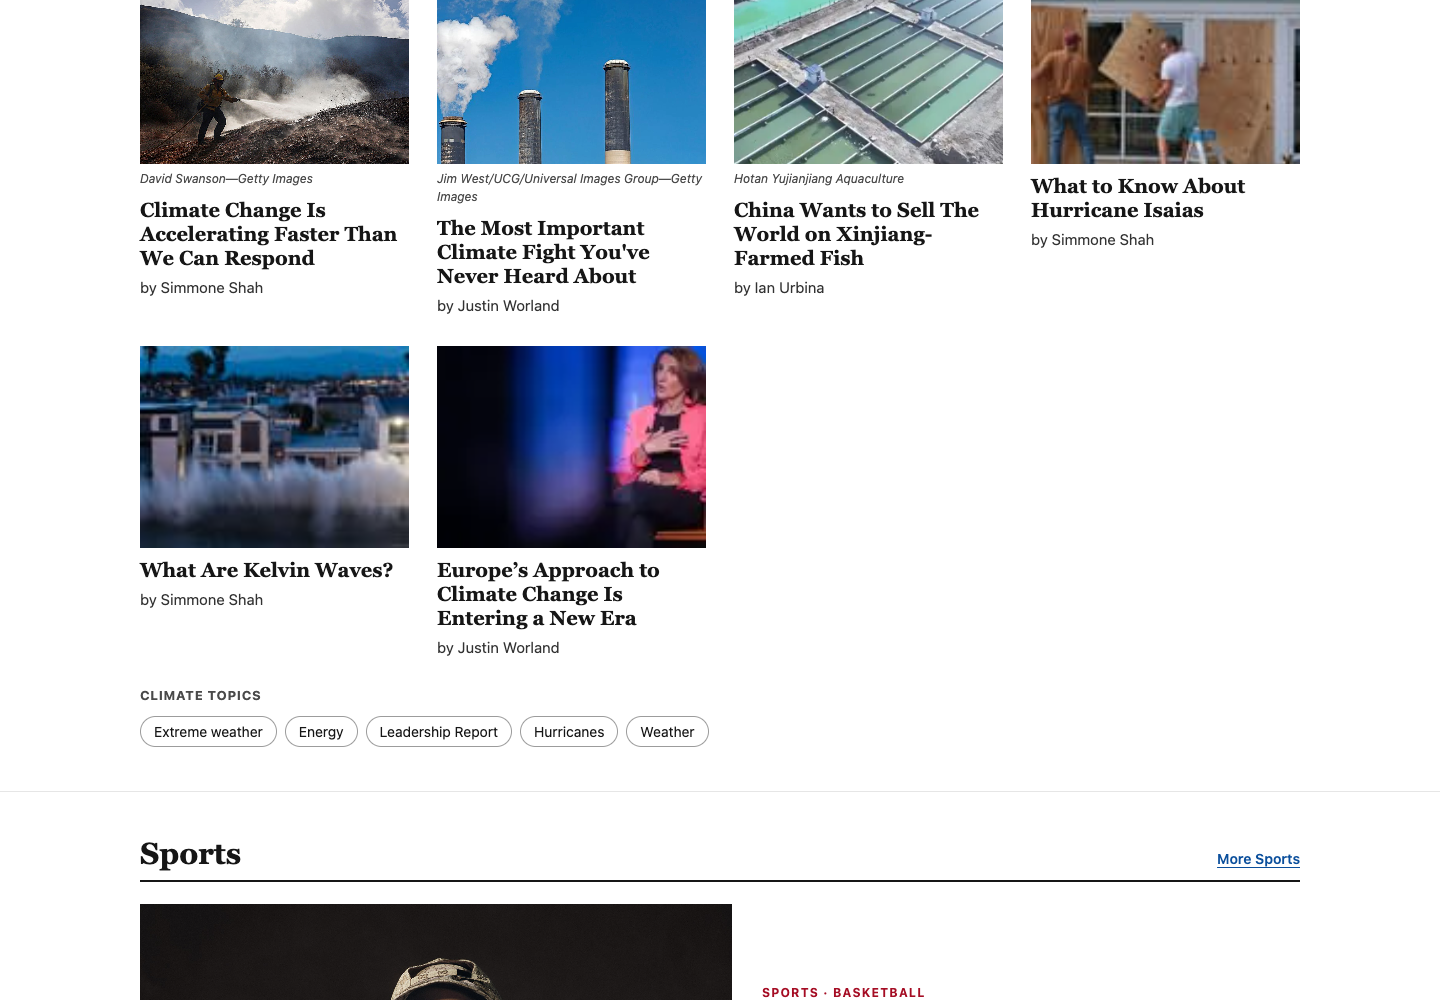 David Swanson—Getty Images
Climate Change Is
Accelerating Faster Than
We Can Respond
by Simmone Shah
Jim West/UCG/Universal Images Group—Getty
Images
The Most Important
Climate Fight You've
Never Heard About
by Justin Worland
Hotan Yujianjiang Aquaculture
China Wants to Sell The
World on Xinjiang-
Farmed Fish
by Ian Urbina
What to Know About
Hurricane Isaias
by Simmone Shah
What Are Kelvin Waves?
by Simmone Shah
Europe’s Approach to
Climate Change Is
Entering a New Era
by Justin Worland
CLIMATE TOPICS
Extreme weather
Energy
Leadership Report
Hurricanes
Weather
Sports
More Sports
SPORTS · BASKETBALL